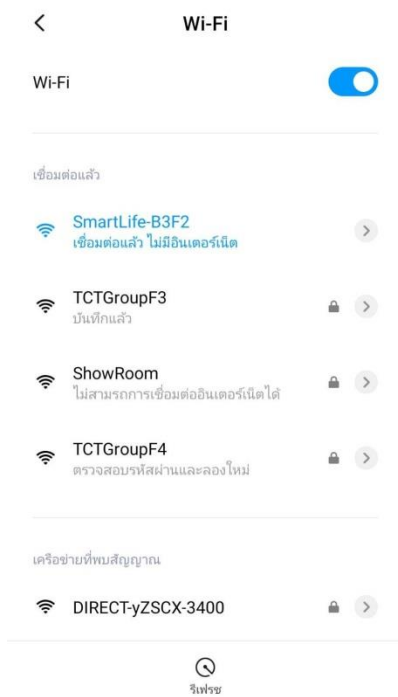 Wi-Fi
Wi-Fi
เชื่อมต่อแล้ว
SmartLife-B3F2
เชื่อมต่อแล้ว ไม่มีอินเตอร์เน็ต
TCTGroupF3
บันทึกแล้ว
ShowRoom
ไม่สามรถการเชื่อมต่ออินเตอร์เน็ตได้
TCTGroupF4
ตรวจสอบรหัสผ่านและลองใหม่
เครือข่ายที่พบสัญญาณ
DIRECT-yZSCX-3400
รีเฟรช